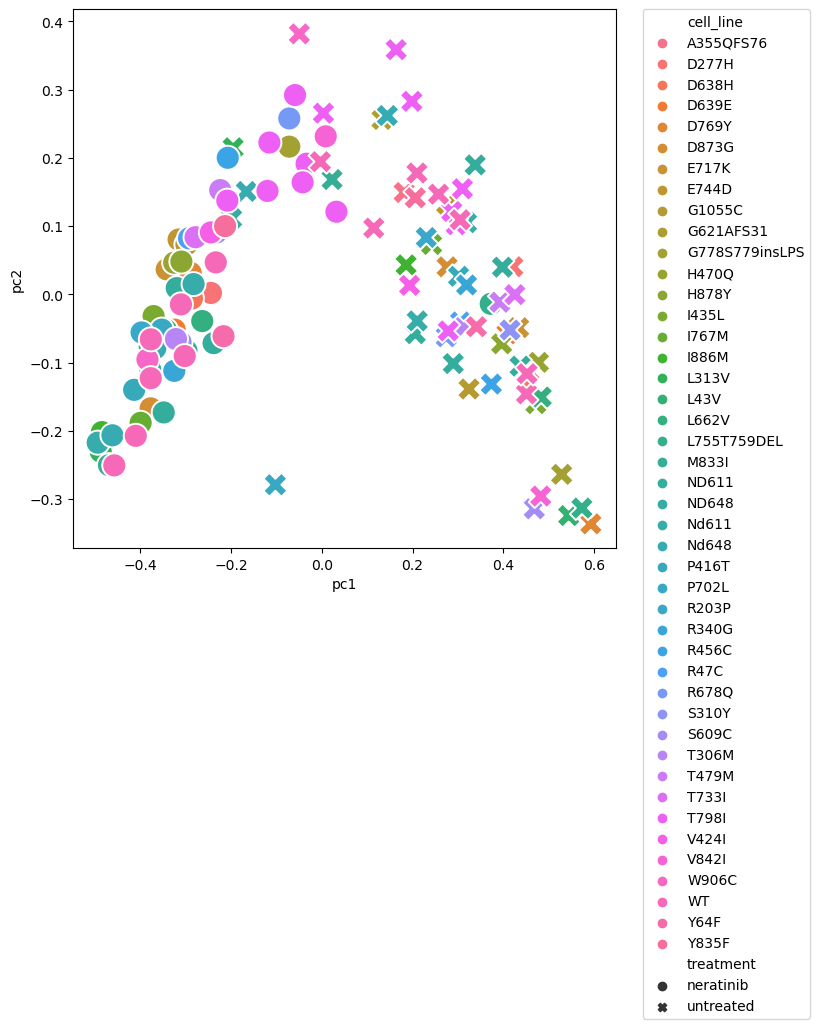 0.4
0.3
0.2
0.1
0.0
−0.1
−0.2
−0.3
pc2
−0.4
−0.2
0.0
0.2
0.4
0.6
pc1
cell_line
A355QFS76
D277H
D638H
D639E
D769Y
D873G
E717K
E744D
G1055C
G621AFS31
G778S779insLPS
H470Q
H878Y
I435L
I767M
I886M
L313V
L43V
L662V
L755T759DEL
M833I
ND611
ND648
Nd611
Nd648
P416T
P702L
R203P
R340G
R456C
R47C
R678Q
S310Y
S609C
T306M
T479M
T733I
T798I
V424I
V842I
W906C
WT
Y64F
Y835F
treatment
neratinib
untreated